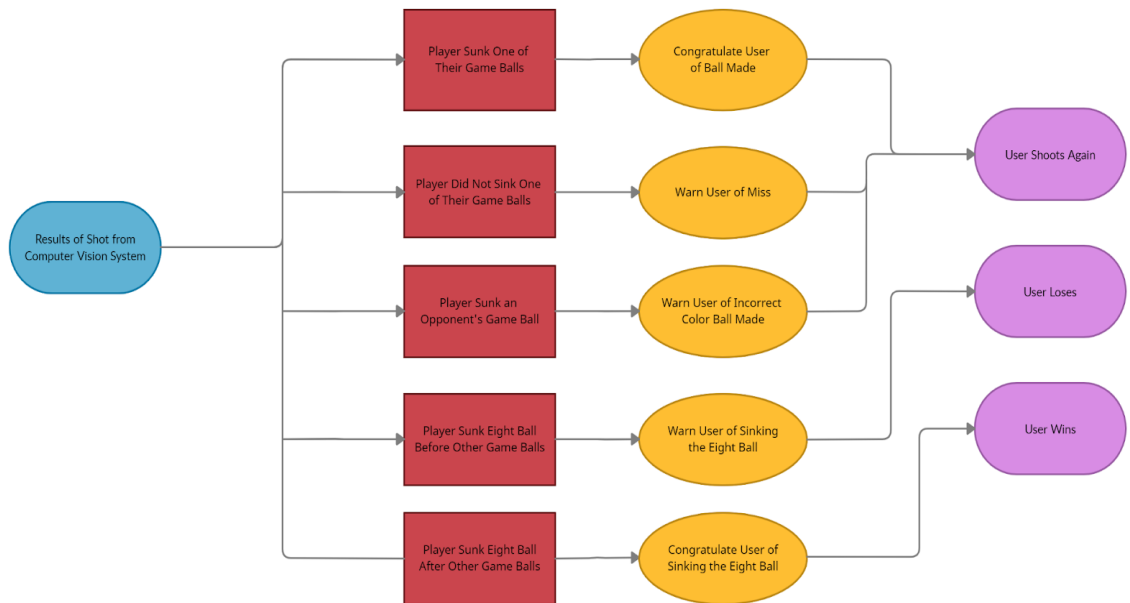 Results of Shot from
Computer Vision System
Player Sunk One of
Their Game Balls
Congratulate User
of Ball Made
Player Did Not Sink One
of Their Game Balls
Warn User of Miss
Player Sunk an
Opponent's Game Ball
Warn User of Incorrect
Color Ball Made
Player Sunk Eight Ball
Before Other Game Balls
Warn User of Sinking
the Eight Ball
Player Sunk Eight Ball
After Other Game Balls
Congratulate User of
Sinking the Eight Ball
User Shoots Again
User Loses
User Wins